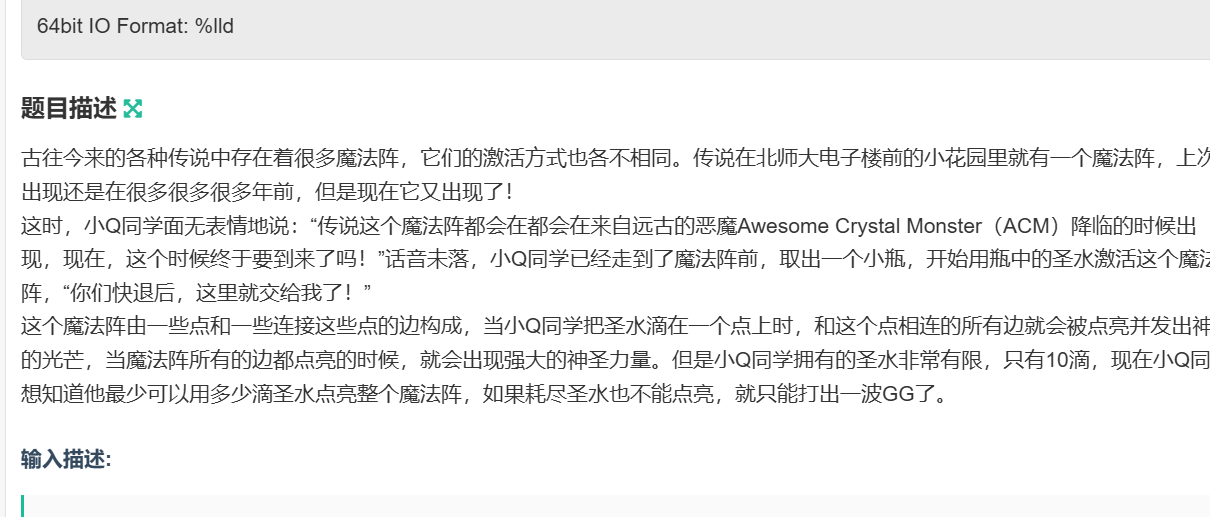 64bit IO Format: %lld
题目描述
古往今来的各种传说中存在着很多魔法阵，它们的激活方式也各不相同。传说在北师大电子楼前的小花园里就有一个魔法阵，上次
出现还是在很多很多很多年前，但是现在它又出现了！
这时，小Q同学面无表情地说：“传说这个魔法阵都会在都会在来自远古的恶魔Awesome Crystal Monster（ACM）降临的时候出
现，现在，这个时候终于要到来了吗！”话音未落，小Q同学已经走到了魔法阵前，取出一个小瓶，开始用瓶中的圣水激活这个魔法
阵，“你们快退后，这里就交给我了！”
这个魔法阵由一些点和一些连接这些点的边构成，当小Q同学把圣水滴在一个点上时，和这个点相连的所有边就会被点亮并发出神
的光芒，当魔法阵所有的边都点亮的时候，就会出现强大的神圣力量。但是小Q同学拥有的圣水非常有限，只有10滴，现在小Q同
想知道他最少可以用多少滴圣水点亮整个魔法阵，如果耗尽圣水也不能点亮，就只能打出一波GG了。
输入描述: